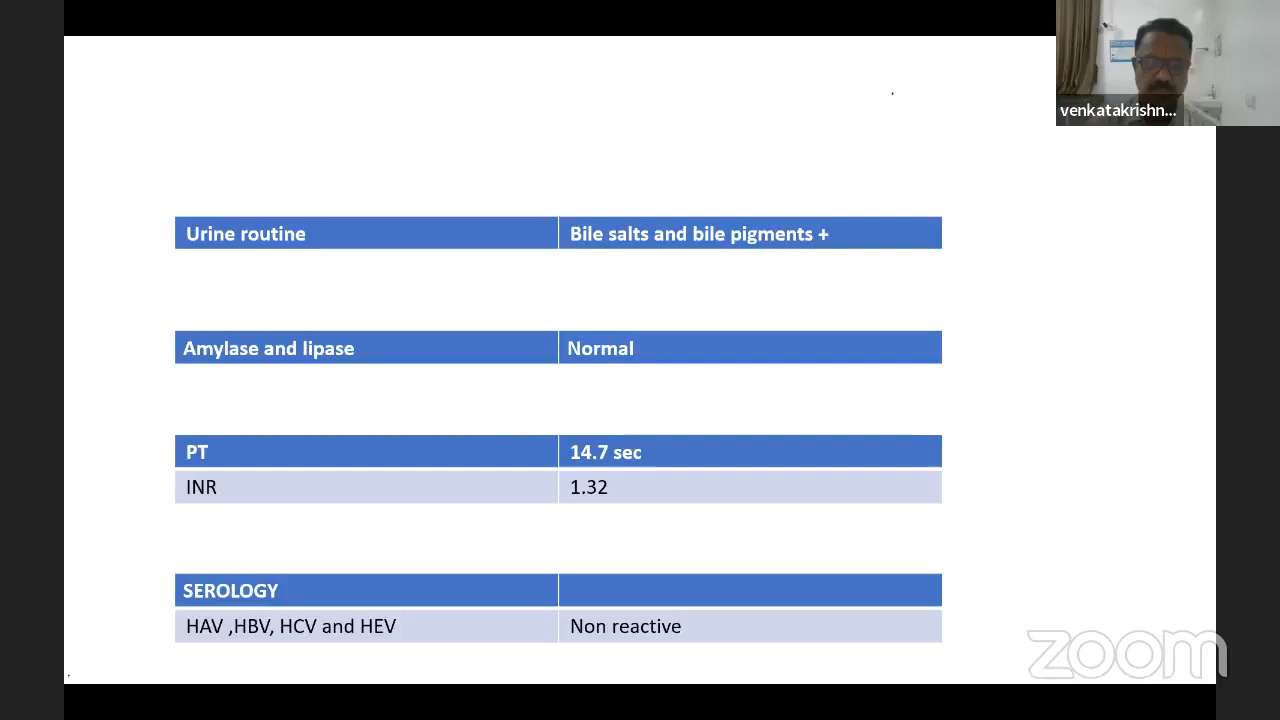 venkatakrishn...
Urine routine Bile salts and bile pigments +
Amylase and lipase Normal
PT 14.7 sec
INR 1.32
SEROLOGY
HAV ,HBV, HCV and HEV Non reactive
zoom